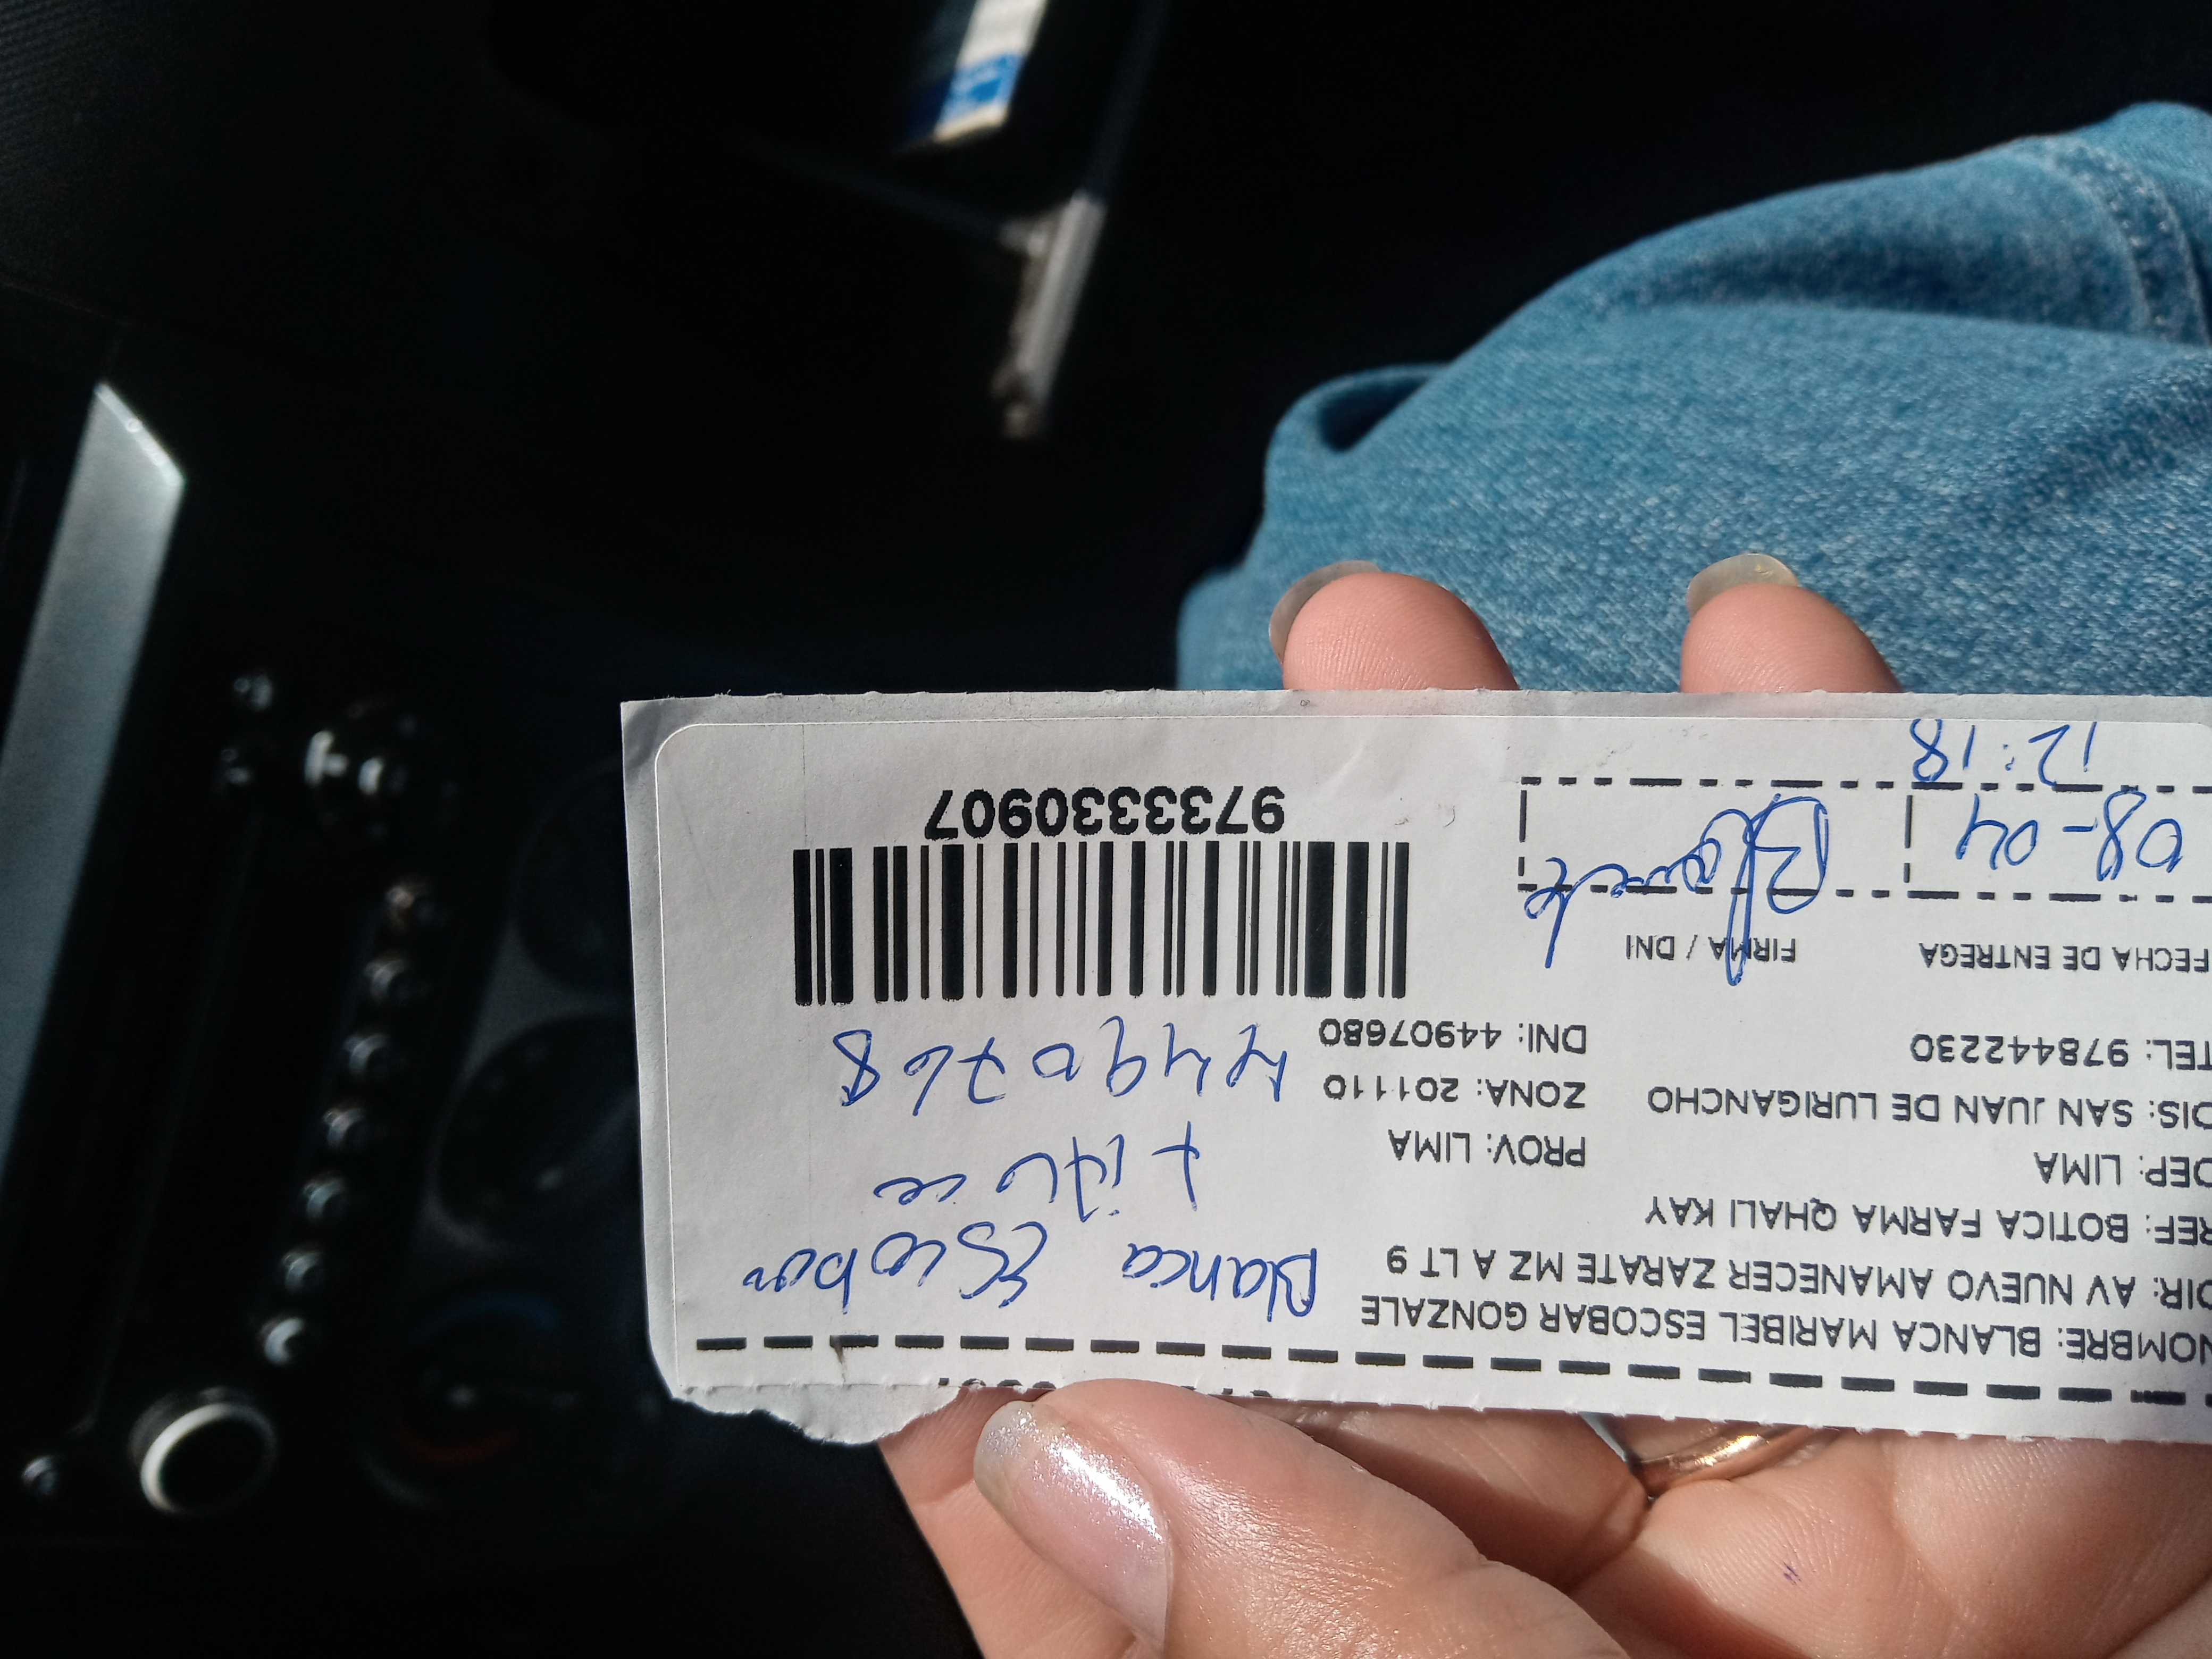 NOMBRE: BLANCA MARIBEL ESCOBAR GONZALE
DIR: AV NUEVO AMANECER ZARATE MZ A LT 9
REF: BOTICA FARMA QHALI KAY
DEP: LIMA PROV: LIMA
DIS: SAN JUAN DE LURIGANCHO ZONA: 201110
TEL: 978442230 DNI: 44907680
Blanca Escobar
44490768
FECHA DE ENTREGA FIRMA / DNI
08-04
12:18
9733330907